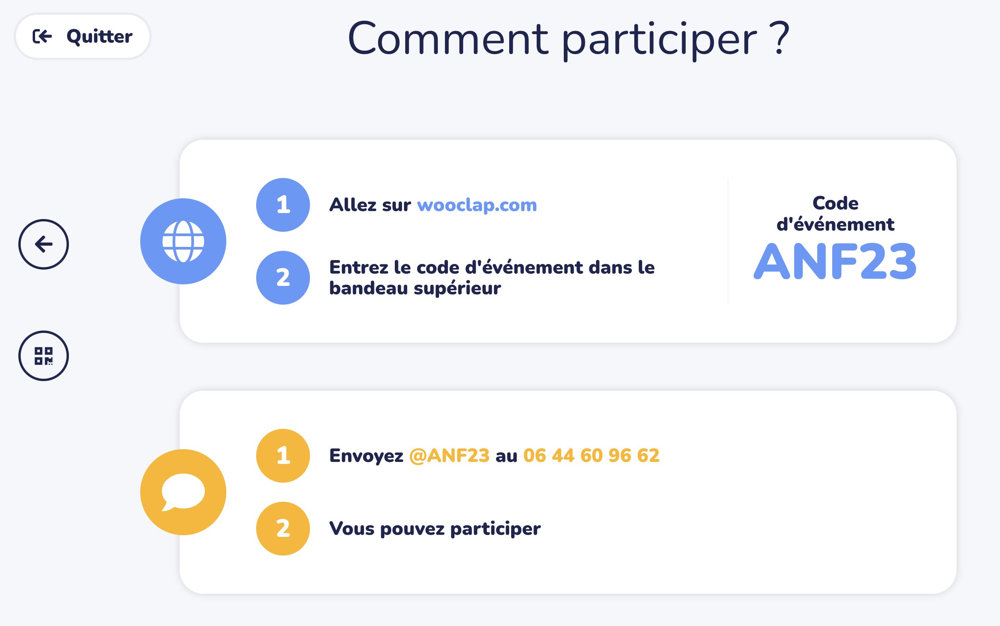 Quitter
Comment participer ?
1
Allez sur wooclap.com
2
Entrez le code d'événement dans le
bandeau supérieur
Code
d'événement
ANF23
1
Envoyez @ANF23 au 06 44 60 96 62
2
Vous pouvez participer